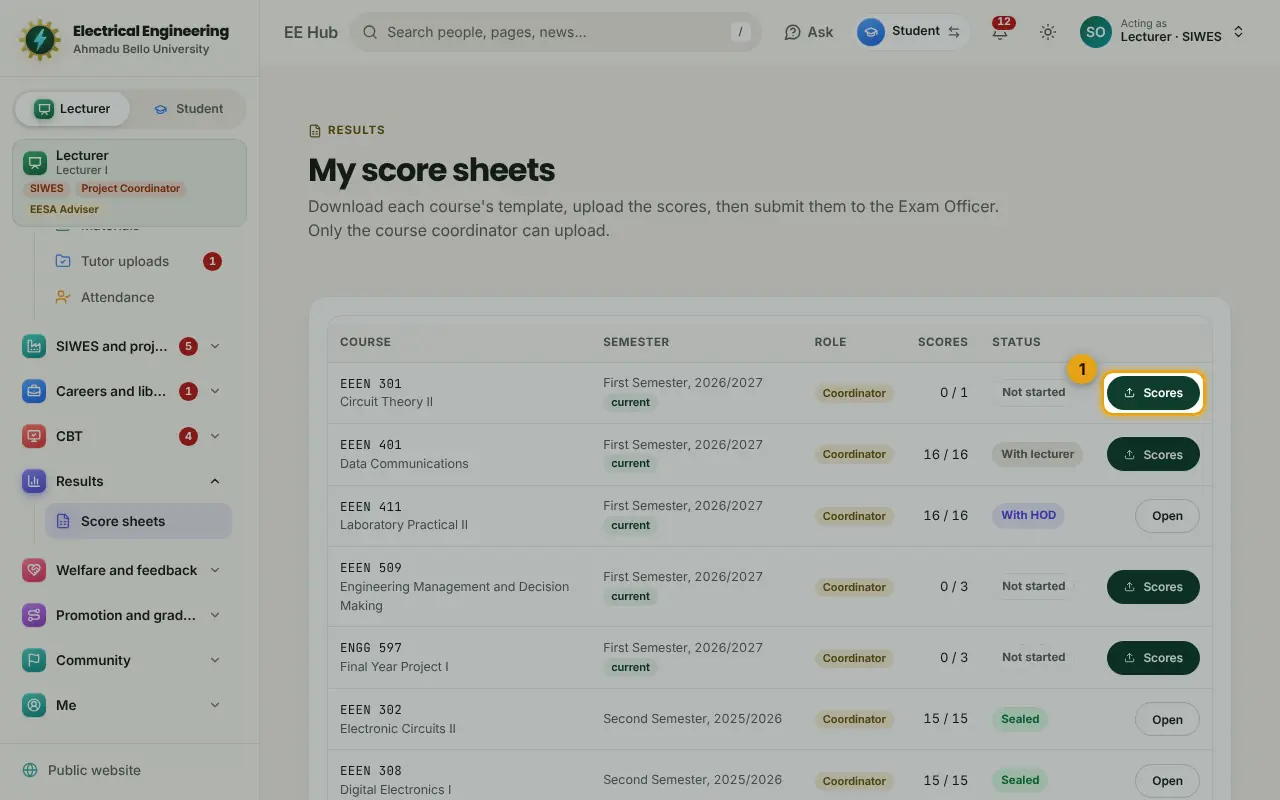 Electrical Engineering
Ahmadu Bello University
EE Hub
Search people, pages, news...
/
Ask
Student
12
SO
Acting as
Lecturer · SIWES
Lecturer
Student
Lecturer
Lecturer I
SIWES
Project Coordinator
EESA Adviser
Materials
Tutor uploads
1
Attendance
SIWES and proj...
5
Careers and lib...
1
CBT
4
Results
Score sheets
Welfare and feedback
Promotion and grad...
Community
Me
Public website
RESULTS
My score sheets
Download each course's template, upload the scores, then submit them to the Exam Officer.
Only the course coordinator can upload.
COURSE SEMESTER ROLE SCORES STATUS
1
EEEN 301
Circuit Theory II
First Semester, 2026/2027
current
Coordinator
0 / 1
Not started
Scores
EEEN 401
Data Communications
First Semester, 2026/2027
current
Coordinator
16 / 16
With lecturer
Scores
EEEN 411
Laboratory Practical II
First Semester, 2026/2027
current
Coordinator
16 / 16
With HOD
Open
EEEN 509
Engineering Management and Decision
Making
First Semester, 2026/2027
current
Coordinator
0 / 3
Not started
Scores
ENGG 597
Final Year Project I
First Semester, 2026/2027
current
Coordinator
0 / 3
Not started
Scores
EEEN 302
Electronic Circuits II
Second Semester, 2025/2026
Coordinator
15 / 15
Sealed
Open
EEEN 308
Digital Electronics I
Second Semester, 2025/2026
Coordinator
15 / 15
Sealed
Open